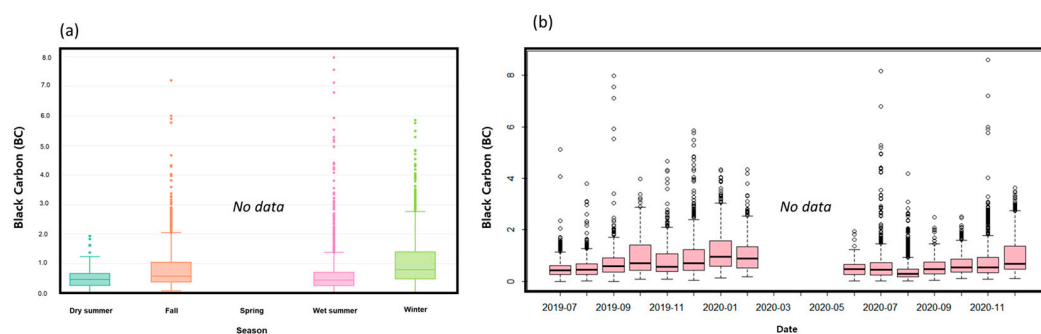 (a)
(b)
Black Carbon (BC)
8.0
7.0
6.0
5.0
4.0
3.0
2.0
1.0
0.0
No data
Dry summer Fall Spring Wet summer Winter
Season
Black Carbon (BC)
8
6
4
2
0
No data
2019-07 2019-09 2019-11 2020-01 2020-03 2020-05 2020-07 2020-09 2020-11
Date